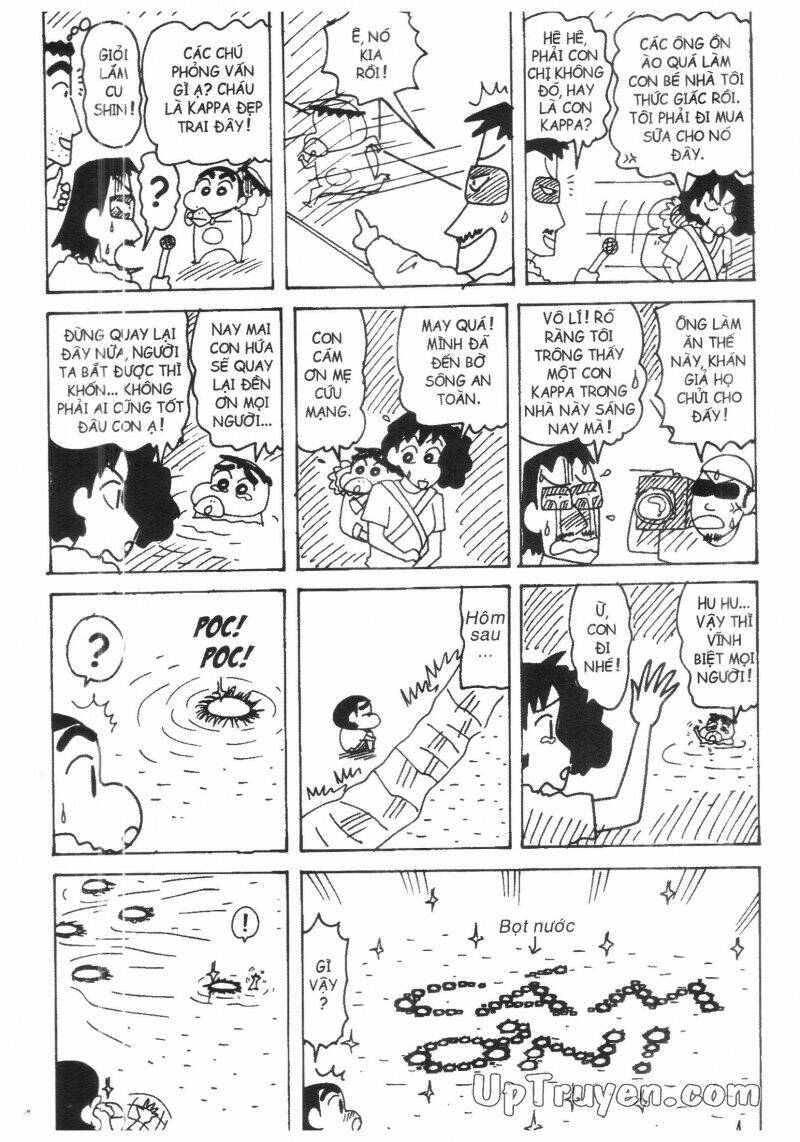 CÁC ÔNG ỒN
ÀO QUÁ LÀM
CON BÉ NHÀ TÔI
THỨC GIẤC RỒI.
TÔI PHẢI ĐI MUA
SỮA CHO NÓ
ĐÂY.
HÊ HÊ,
PHẢI CON
CHỊ KHÔNG
ĐÓ, HAY
LÀ CON
KAPPA?
Ê, NÓ
KIA
RỒI!
CÁC CHÚ
PHỎNG VẤN
GÌ Ạ? CHÁU
LÀ KAPPA ĐẸP
TRAI ĐÂY!
?
GIỎI
LẮM
CU
SHIN!
ÔNG LÀM
ĂN THẾ
NÀY, KHÁN
GIẢ HỌ
CHỬI CHO
ĐẤY!
VÔ LÍ! RÕ
RÀNG TÔI
TRÔNG THẤY
MỘT CON
KAPPA TRONG
NHÀ NÀY SÁNG
NAY MÀ!
MAY QUÁ!
MÌNH ĐÃ
ĐẾN BỜ
SÔNG AN
TOÀN.
CON
CÁM
ƠN MẸ
CỨU
MẠNG.
NAY MAI
CON HỨA
SẼ QUAY
LẠI ĐỀN
ƠN MỌI
NGƯỜI...
ĐỪNG QUAY LẠI
ĐÂY NỮA, NGƯỜI
TA BẮT ĐƯỢC THÌ
KHỐN... KHÔNG
PHẢI AI CŨNG TỐT
ĐÂU CON Ạ!
HU HU...
VẬY THÌ
VĨNH
BIỆT MỌI
NGƯỜI!
Ừ,
CON
ĐI
NHÉ!
Hôm
sau
...
POC!
POC!
?
Bọt nước
CẢM
ƠN!!
GÌ
VẬY
?
!
UpTruyen.com